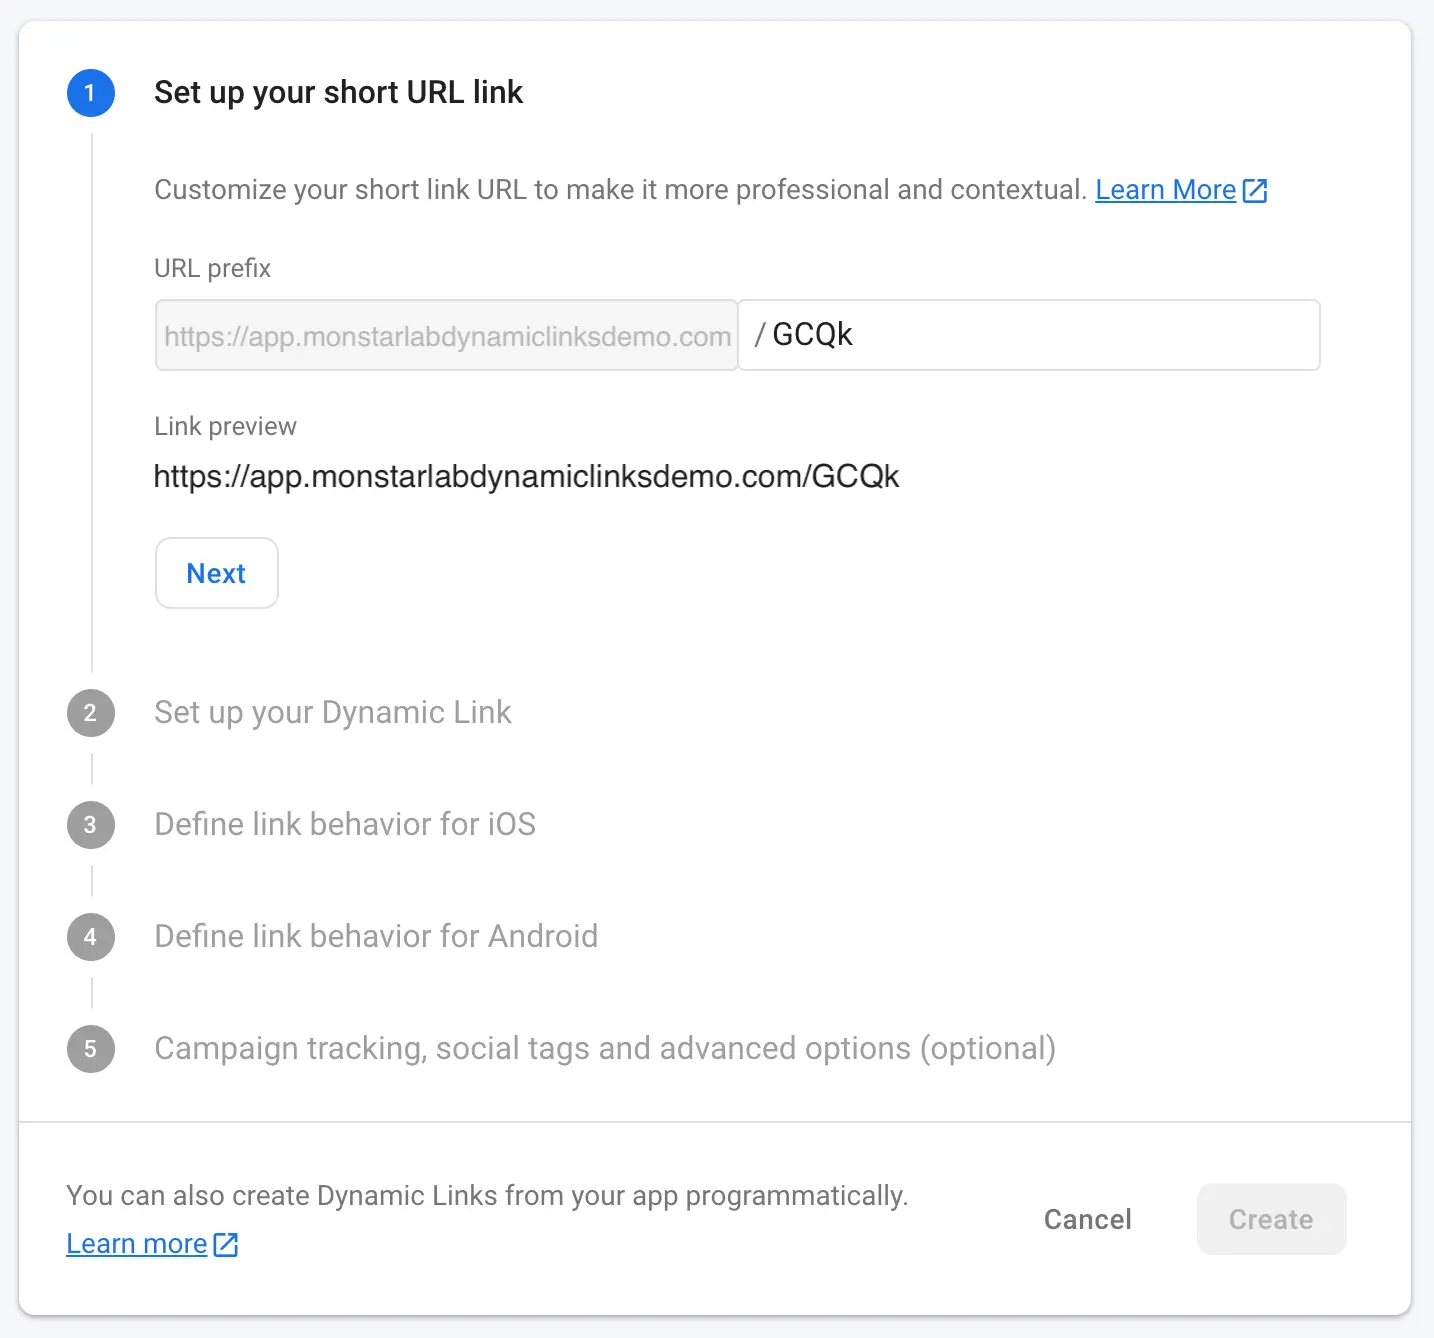 1 Set up your short URL link
Customize your short link URL to make it more professional and contextual. Learn More
URL prefix
https://app.monstarlabdynamiclinksdemo.com / GCQk
Link preview
https://app.monstarlabdynamiclinksdemo.com/GCQk
Next
2 Set up your Dynamic Link
3 Define link behavior for iOS
4 Define link behavior for Android
5 Campaign tracking, social tags and advanced options (optional)
You can also create Dynamic Links from your app programmatically.
Learn more
Cancel Create